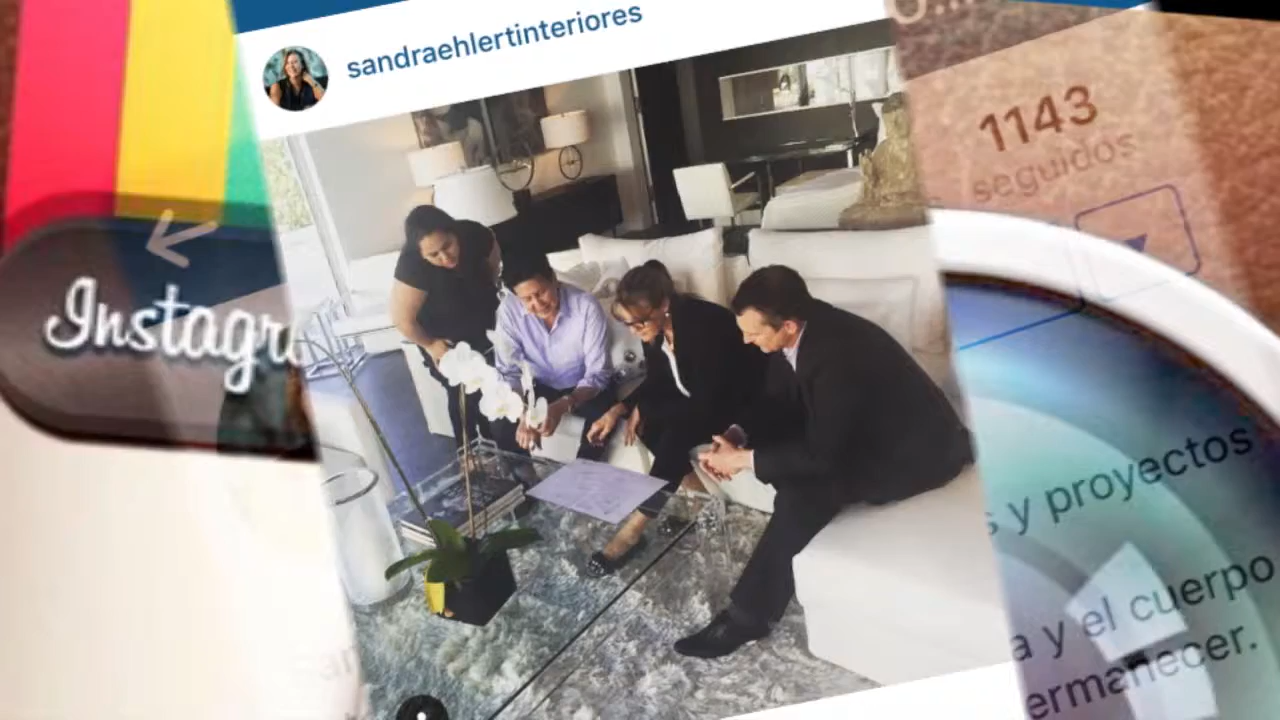 sandraehlertinteriores
1143
seguidos
Instagr
y proyectos
a y el cuerpo
ermanecer.